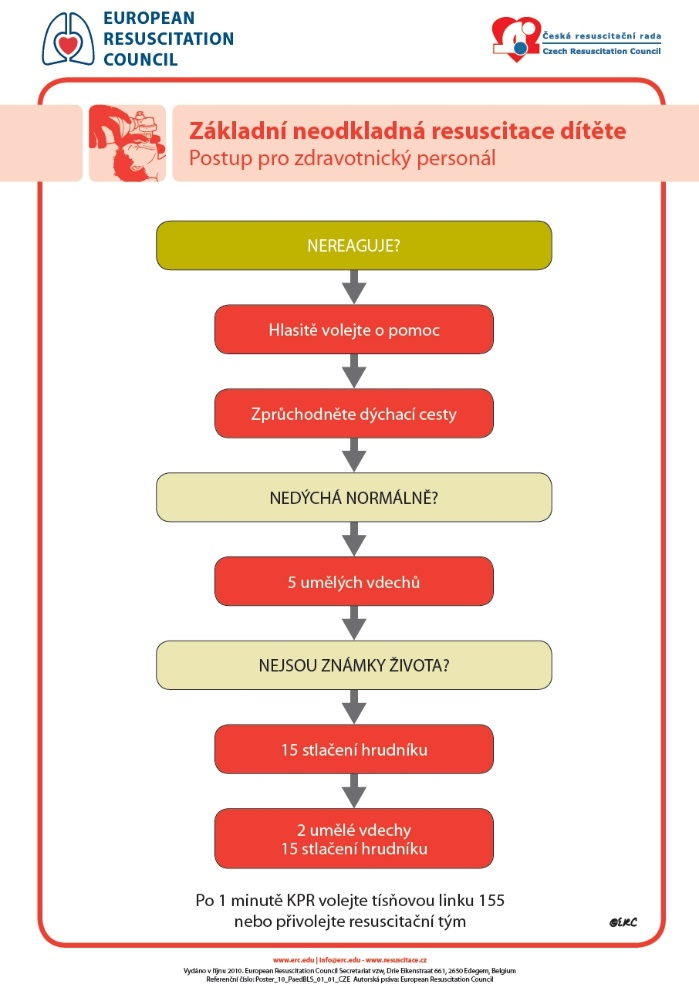 EUROPEAN
RESUSCITATION
COUNCIL
Česká resuscitační rada
Czech Resuscitation Council
Základní neodkladná resuscitace dítěte
Postup pro zdravotnický personál
NEREAGUJE?
Hlasitě volejte o pomoc
Zprůchodněte dýchací cesty
NEDÝCHÁ NORMÁLNĚ?
5 umělých vdechů
NEJSOU ZNÁMKY ŽIVOTA?
15 stlačení hrudníku
2 umělé vdechy
15 stlačení hrudníku
Po 1 minutě KPR volejte tísňovou linku 155
nebo přivolejte resuscitační tým
@ERC
www.erc.edu | info@erc.edu - www.resuscitace.cz
Vydáno v říjnu 2010. European Resuscitation Council Secretariat vzw, Drie Eikenstraat 661, 2650 Edegem, Belgium
Referenční číslo: Poster_10_PaedBLS_01_01_CZE Autorská práva: European Resuscitation Council